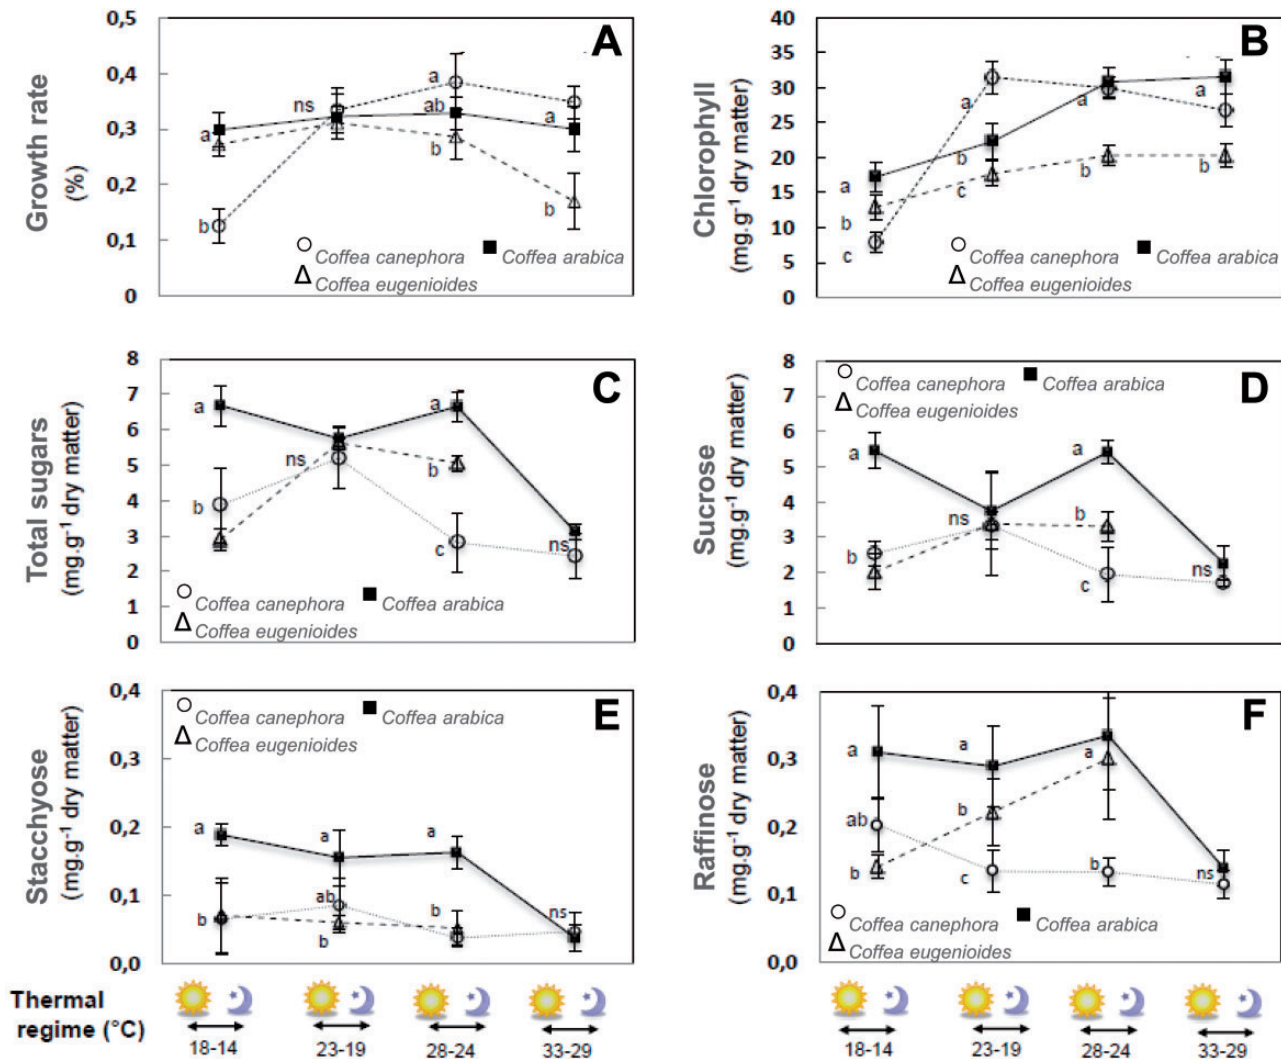 A
Growth rate
(%)
0,5
0,4
0,3
0,2
0,1
0
a
b
ns
a
ab
b
a
b
Coffea canephora
Coffea arabica
Coffea eugenioides
B
Chlorophyll
(mg.g-1 dry matter)
40
35
30
25
20
15
10
5
0
a
b
c
a
b
c
a
b
a
b
Coffea canephora
Coffea arabica
Coffea eugenioides
C
Total sugars
(mg.g-1 dry matter)
8
7
6
5
4
3
2
1
0
a
b
ns
a
b
c
ns
Coffea canephora
Coffea arabica
Coffea eugenioides
D
Sucrose
(mg.g-1 dry matter)
8
7
6
5
4
3
2
1
0
Coffea canephora
Coffea arabica
Coffea eugenioides
a
b
ns
a
b
c
ns
E
Stacchyose
(mg.g-1 dry matter)
0,4
0,3
0,2
0,1
0,0
Coffea canephora
Coffea arabica
Coffea eugenioides
a
b
a
ab
b
a
b
ns
F
Raffinose
(mg.g-1 dry matter)
0,4
0,3
0,2
0,1
0,0
a
ab
b
a
b
c
a
b
ns
Coffea canephora
Coffea arabica
Coffea eugenioides
Thermal
regime (°C)
18-14
23-19
28-24
33-29
18-14
23-19
28-24
33-29